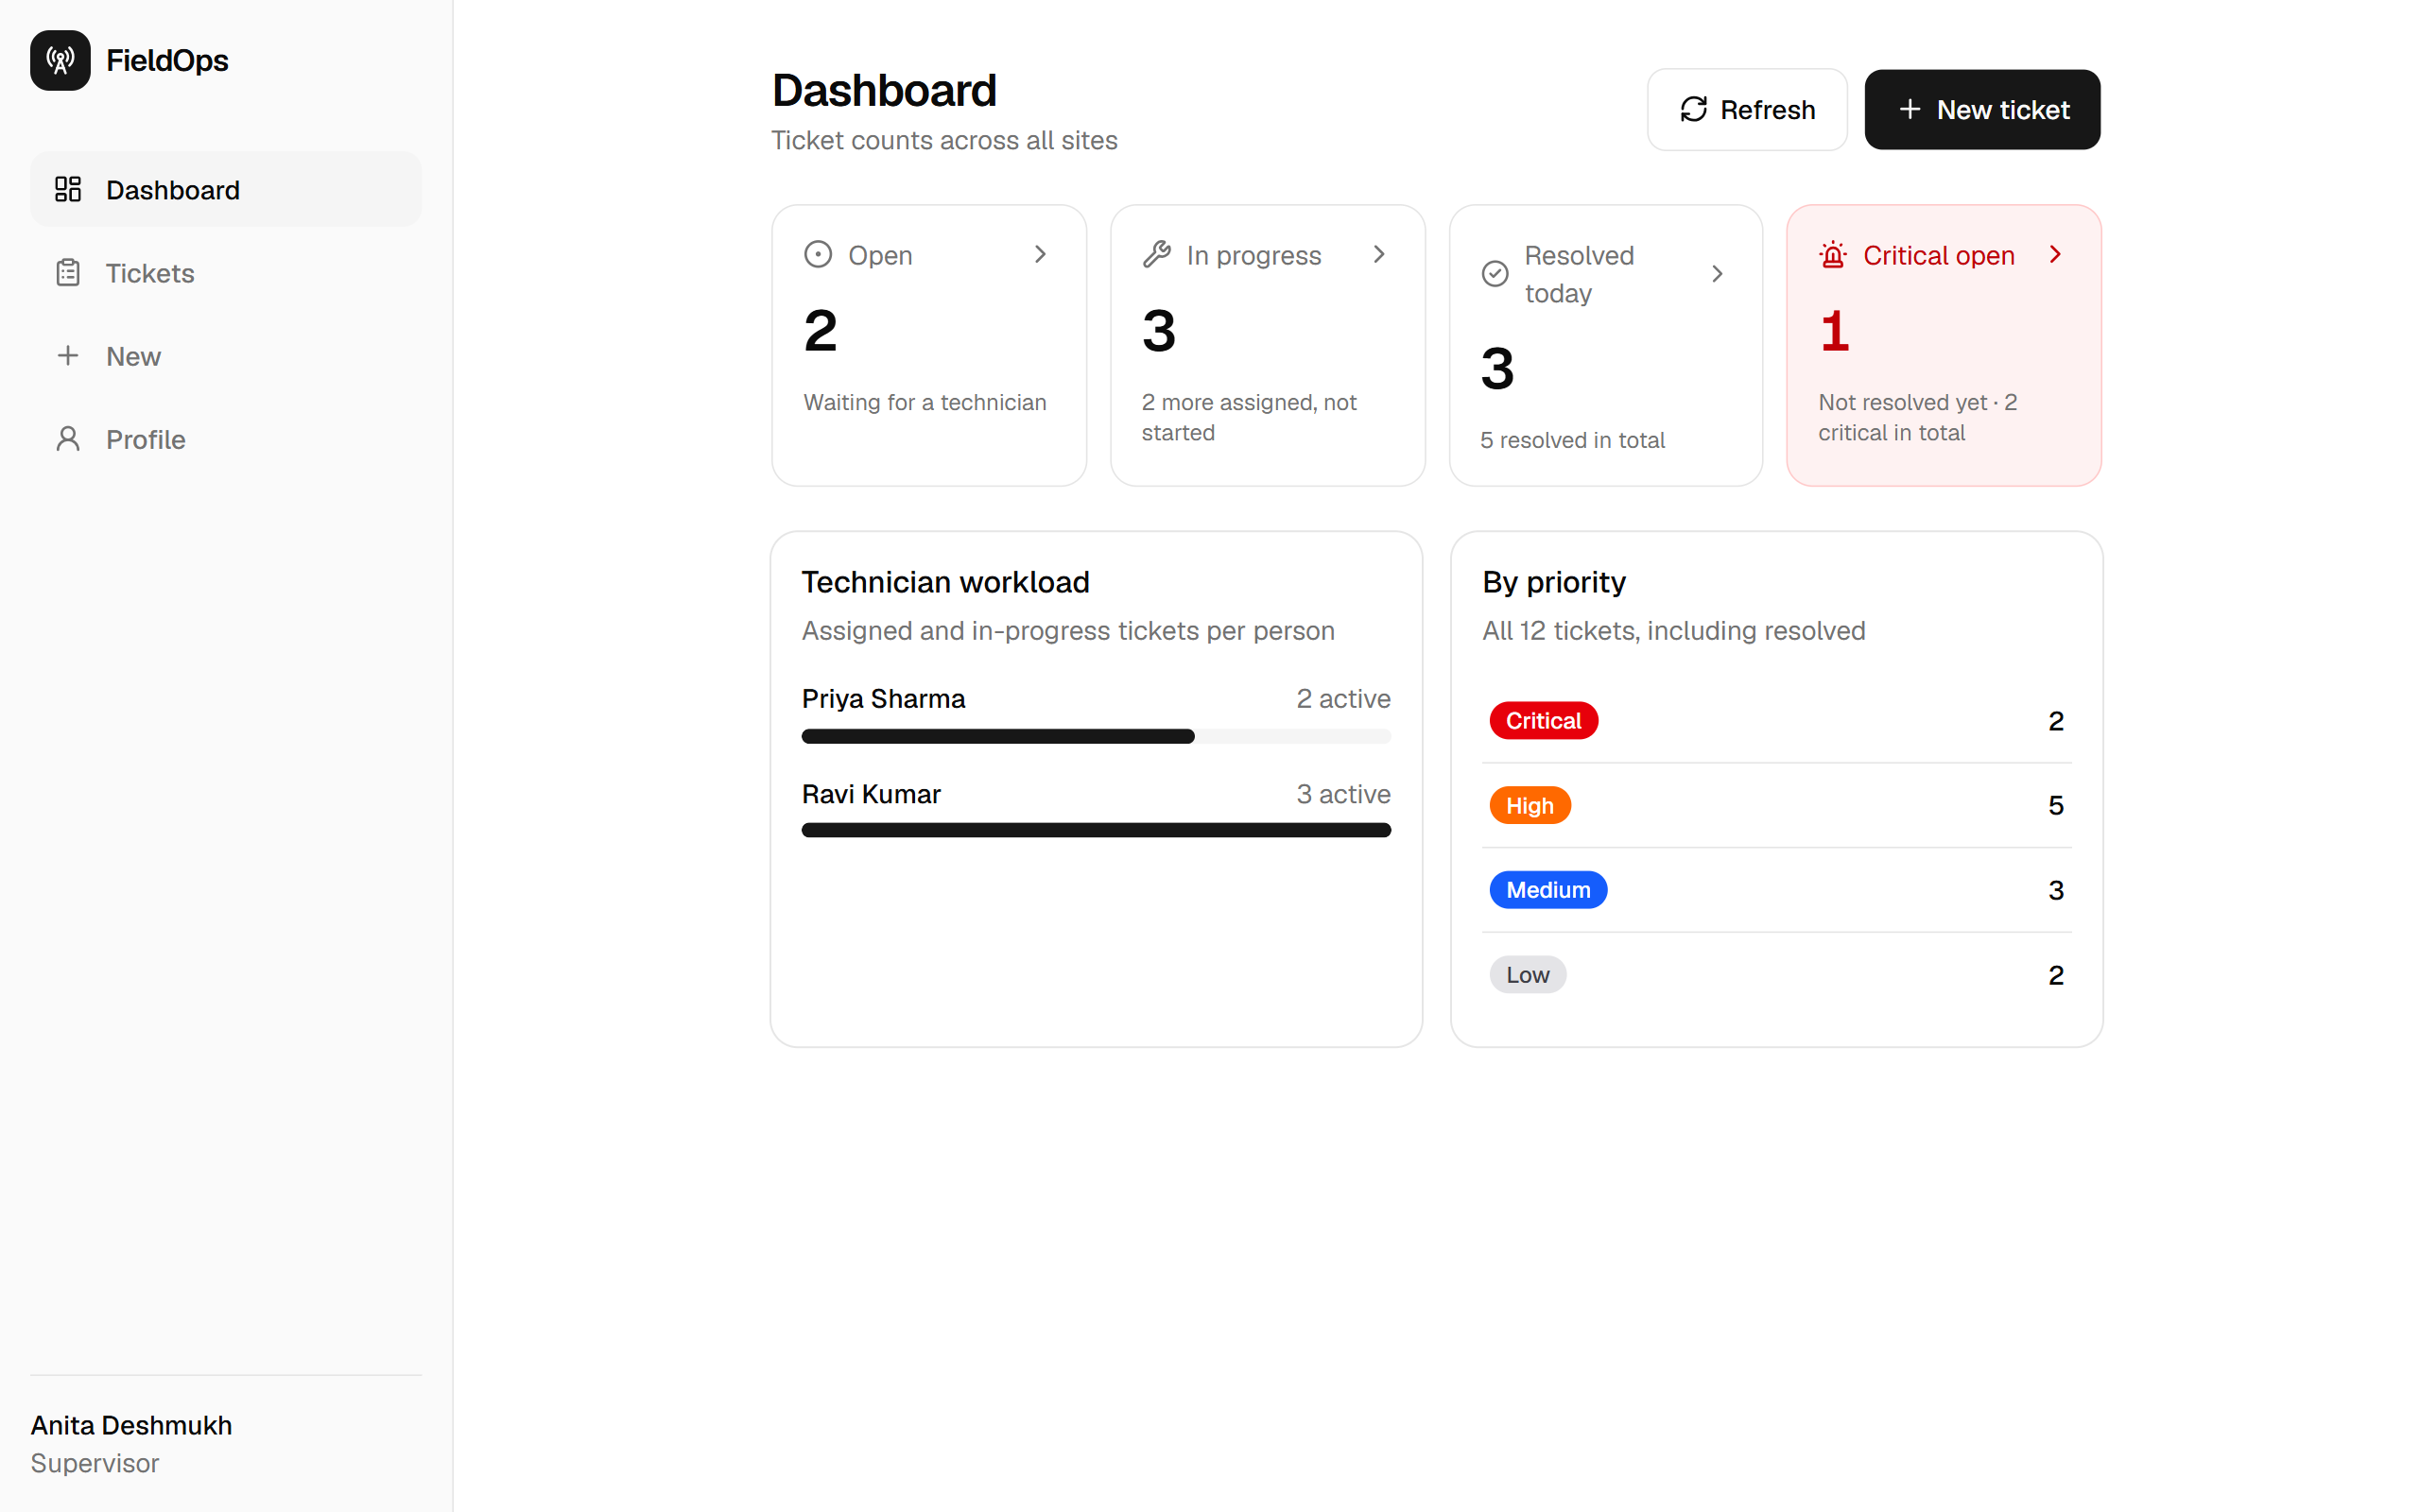 FieldOps
Dashboard
Tickets
New
Profile
Anita Deshmukh
Supervisor
Dashboard
Ticket counts across all sites
Refresh
New ticket
Open
2
Waiting for a technician
In progress
3
2 more assigned, not
started
Resolved
today
3
5 resolved in total
Critical open
1
Not resolved yet · 2
critical in total
Technician workload
Assigned and in-progress tickets per person
Priya Sharma 2 active
Ravi Kumar 3 active
By priority
All 12 tickets, including resolved
Critical 2
High 5
Medium 3
Low 2